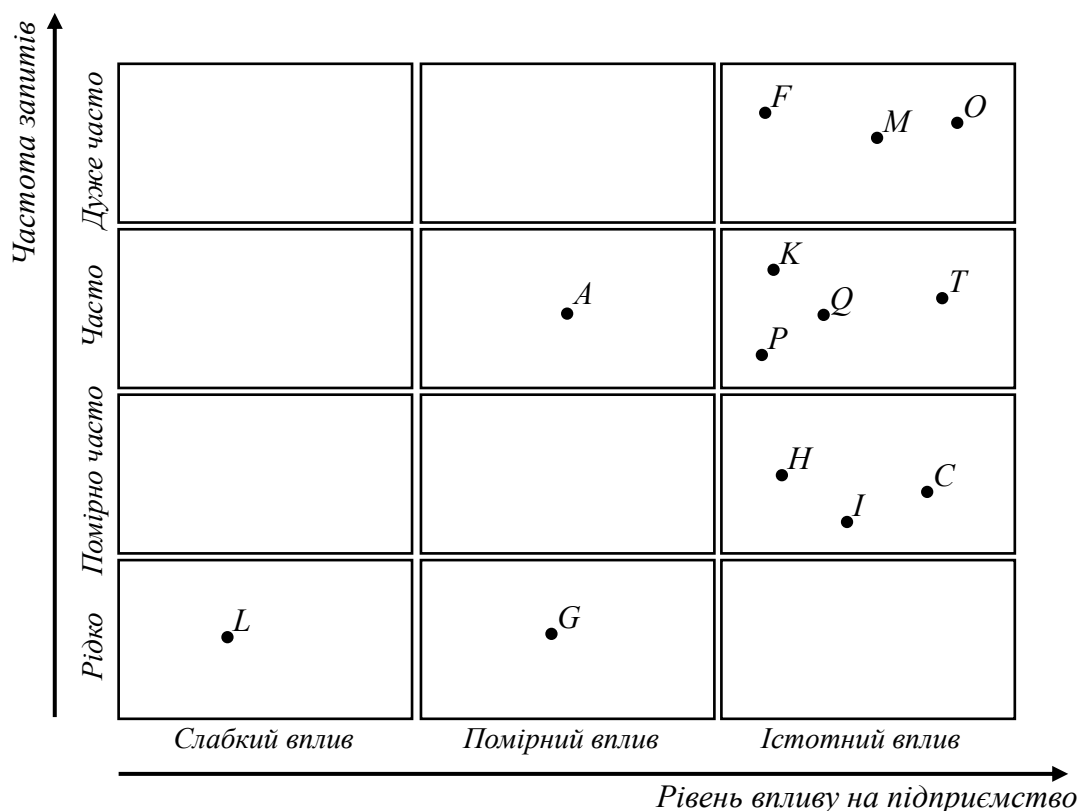 Частота запитів
Дуже часто
F
M
O
Часто
K
A
Q
T
P
Помірно часто
H
C
I
Рідко
L
G
Слабкий вплив
Помірний вплив
Істотний вплив
Рівень впливу на підприємство